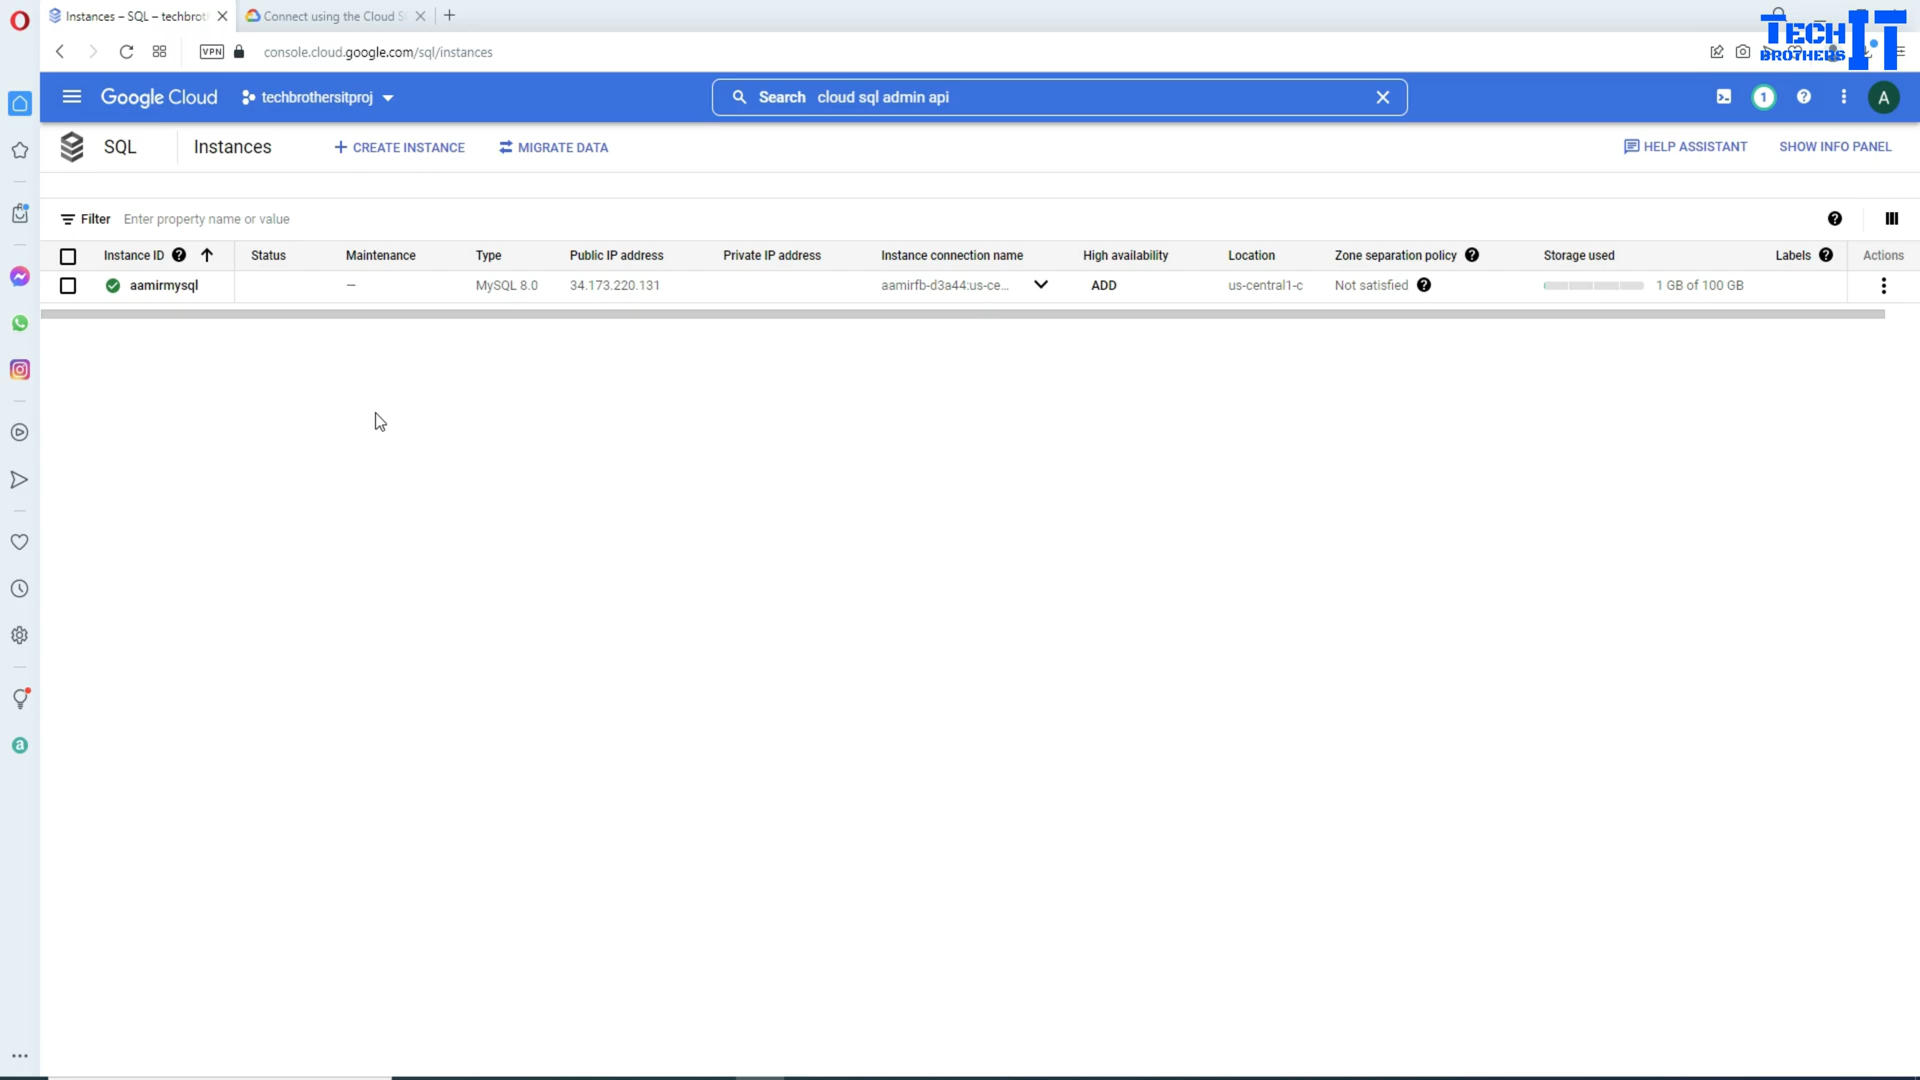 Instances – SQL – techbrot
Connect using the Cloud S
VPN
console.cloud.google.com/sql/instances
TECH IT
BROTHERS
Google Cloud
techbrothersitproj
Search cloud sql admin api
1
A
SQL
Instances
CREATE INSTANCE
MIGRATE DATA
HELP ASSISTANT
SHOW INFO PANEL
Filter Enter property name or value
Instance ID Status Maintenance Type Public IP address Private IP address Instance connection name High availability Location Zone separation policy Storage used Labels Actions
aamirmysql — MySQL 8.0 34.173.220.131 aamirfb-d3a44:us-ce... ADD us-central1-c Not satisfied 1 GB of 100 GB
a